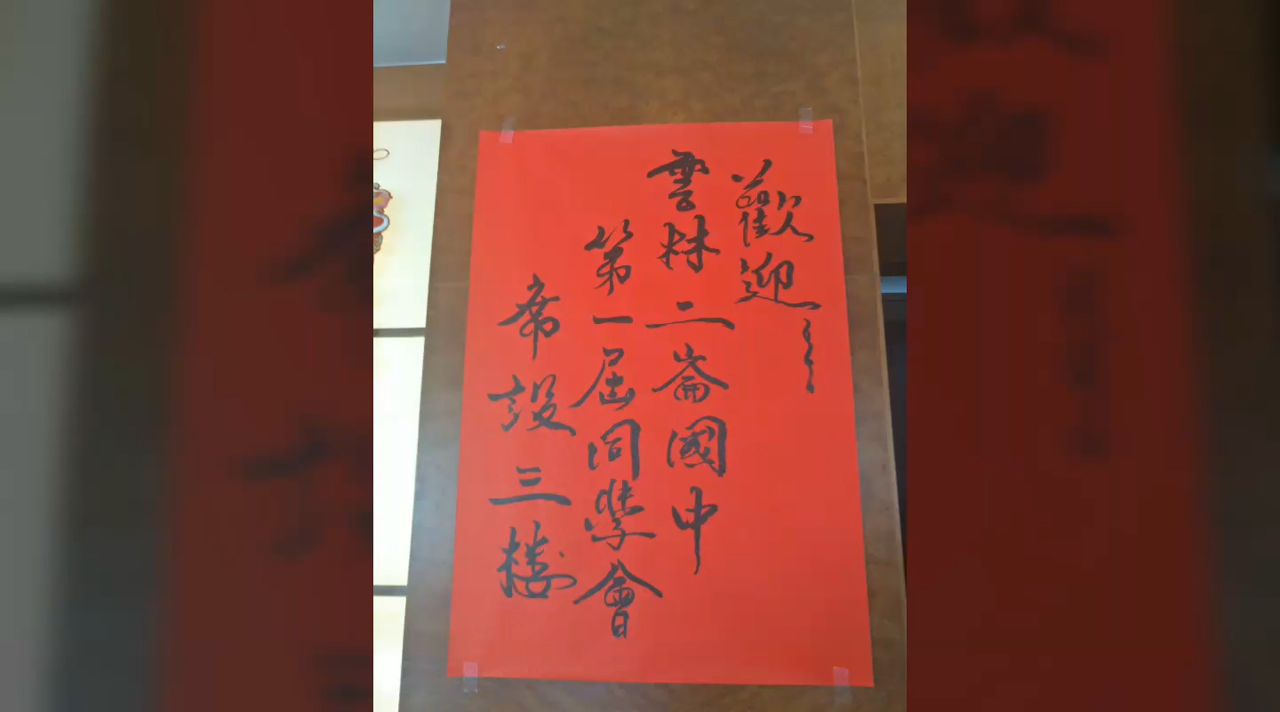 歡迎
雲林二崙國中
第一屆同學會
席設三樓